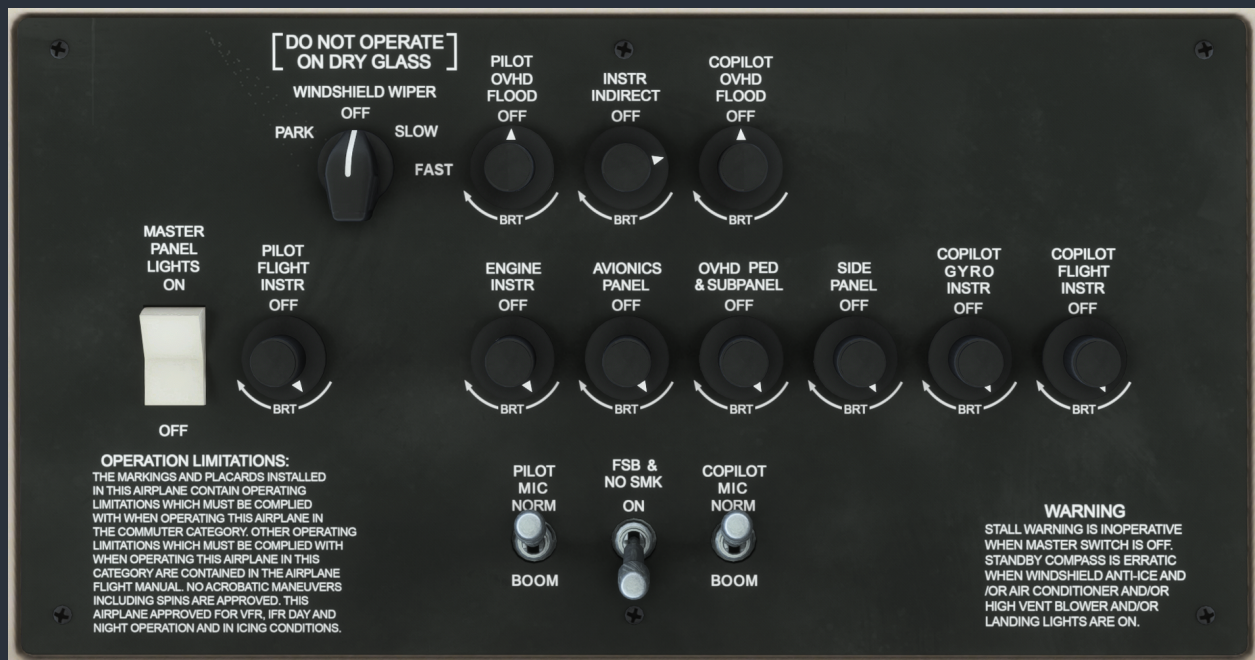 [DO NOT OPERATE
ON DRY GLASS]
WINDSHIELD WIPER
OFF
PARK
SLOW
FAST
PILOT
OVHD
FLOOD
OFF
BRT
INSTR
INDIRECT
OFF
BRT
COPILOT
OVHD
FLOOD
OFF
BRT
MASTER
PANEL
LIGHTS
ON
OFF
PILOT
FLIGHT
INSTR
OFF
BRT
ENGINE
INSTR
OFF
BRT
AVIONICS
PANEL
OFF
BRT
OVHD PED
& SUBPANEL
OFF
BRT
SIDE
PANEL
OFF
BRT
COPILOT
GYRO
INSTR
OFF
BRT
COPILOT
FLIGHT
INSTR
OFF
BRT
OPERATION LIMITATIONS:
THE MARKINGS AND PLACARDS INSTALLED
IN THIS AIRPLANE CONTAIN OPERATING
LIMITATIONS WHICH MUST BE COMPLIED
WITH WHEN OPERATING THIS AIRPLANE IN
THE COMMUTER CATEGORY. OTHER OPERATING
LIMITATIONS WHICH MUST BE COMPLIED WITH
WHEN OPERATING THIS AIRPLANE IN THIS
CATEGORY ARE CONTAINED IN THE AIRPLANE
FLIGHT MANUAL. NO ACROBATIC MANEUVERS
INCLUDING SPINS ARE APPROVED. THIS
AIRPLANE APPROVED FOR VFR, IFR DAY AND
NIGHT OPERATION AND IN ICING CONDITIONS.
PILOT
MIC
NORM
BOOM
FSB &
NO SMK
ON
COPILOT
MIC
NORM
BOOM
WARNING
STALL WARNING IS INOPERATIVE
WHEN MASTER SWITCH IS OFF.
STANDBY COMPASS IS ERRATIC
WHEN WINDSHIELD ANTI-ICE AND
/OR AIR CONDITIONER AND/OR
HIGH VENT BLOWER AND/OR
LANDING LIGHTS ARE ON.